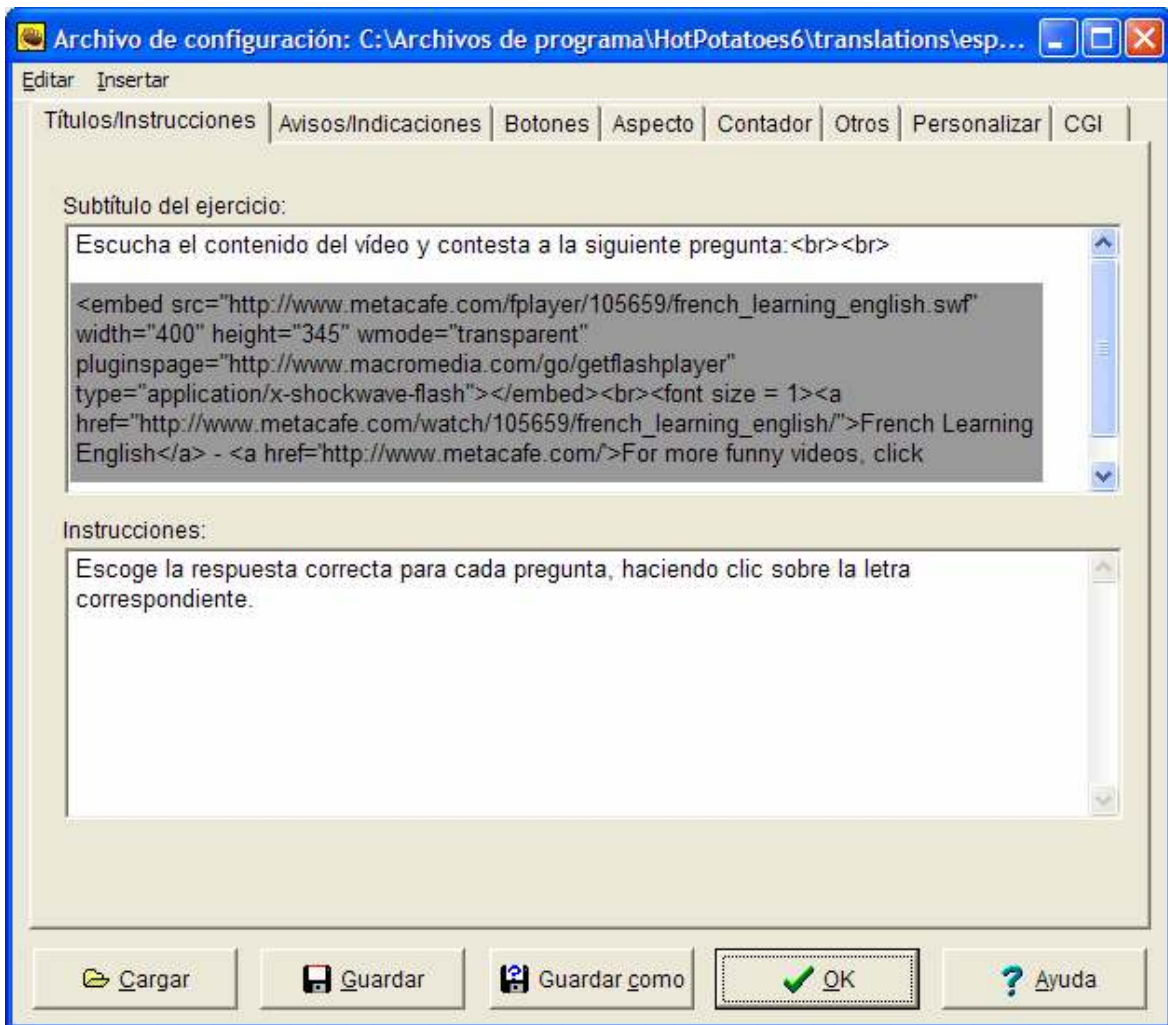 Archivo de configuración: C:\Archivos de programa\HotPotatoes6\translations\esp...
Editar Insertar
Títulos/Instrucciones Avisos/Indicaciones Botones Aspecto Contador Otros Personalizar CGI
Subtítulo del ejercicio:
Escucha el contenido del vídeo y contesta a la siguiente pregunta:<br><br>
<embed src="http://www.metacafe.com/fplayer/105659/french_learning_english.swf"
width="400" height="345" wmode="transparent"
pluginspage="http://www.macromedia.com/go/getflashplayer"
type="application/x-shockwave-flash"></embed><br><font size = 1><a
href="http://www.metacafe.com/watch/105659/french_learning_english/">French Learning
English</a> - <a href='http://www.metacafe.com/'>For more funny videos, click
Instrucciones:
Escoge la respuesta correcta para cada pregunta, haciendo clic sobre la letra
correspondiente.
Cargar Guardar Guardar como OK Ayuda